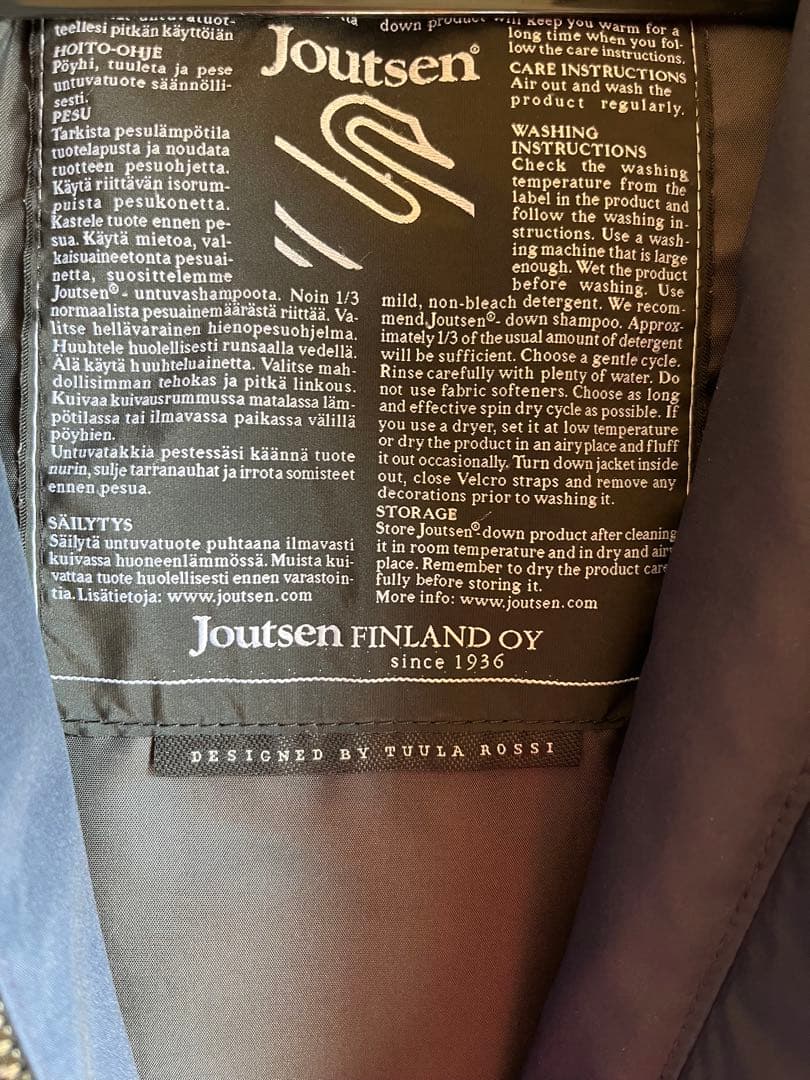 teellesi pitkän käyttöiän
HOITO-OHJE
Pöyhi, tuuleta ja pese
untuvatuote säännölli-
sesti.
PESU
Tarkista pesulämpötila
tuotelapusta ja noudata
tuotteen pesuohjetta.
Käytä riittävän isorum-
puista pesukonetta.
Kastele tuote ennen pe-
sua. Käytä mietoa, val-
kaisuaineetonta pesuai-
netta, suosittelemme
Joutsen® - untuvashampoota. Noin 1/3
normaalista pesuainemäärästä riittää. Va-
litse hellävarainen hienopesuohjelma.
Huuhtele huolellisesti runsaalla vedellä.
Älä käytä huuhteluainetta. Valitse mah-
dollisimman tehokas ja pitkä linkous.
Kuivaa kuivausrummussa matalassa läm-
pötilassa tai ilmavassa paikassa välillä
pöyhien.
Untuvatakkia pestessäsi käännä tuote
nurin, sulje tarranauhat ja irrota somisteet
ennen pesua.
SÄILYTYS
Säilytä untuvatuote puhtaana ilmavasti
kuivassa huoneenlämmössä. Muista kui-
vattaa tuote huolellisesti ennen varastoin-
tia. Lisätietoja: www.joutsen.com
Joutsen®
down product will keep you warm for a
long time when you fol-
low the care instructions.
CARE INSTRUCTIONS
Air out and wash the
product regularly.
WASHING
INSTRUCTIONS
Check the washing
temperature from the
label in the product and
follow the washing in-
structions. Use a wash-
ing machine that is large
enough. Wet the product
before washing. Use
mild, non-bleach detergent. We recom-
mend Joutsen®- down shampoo. Approx-
imately 1/3 of the usual amount of detergent
will be sufficient. Choose a gentle cycle.
Rinse carefully with plenty of water. Do
not use fabric softeners. Choose as long
and effective spin dry cycle as possible. If
you use a dryer, set it at low temperature
or dry the product in an airy place and fluff
it out occasionally. Turn down jacket inside
out, close Velcro straps and remove any
decorations prior to washing it.
STORAGE
Store Joutsen® down product after cleaning
it in room temperature and in dry and airy
place. Remember to dry the product care
fully before storing it.
More info: www.joutsen.com
Joutsen FINLAND OY
since 1936
DESIGNED BY TUULA ROSSI